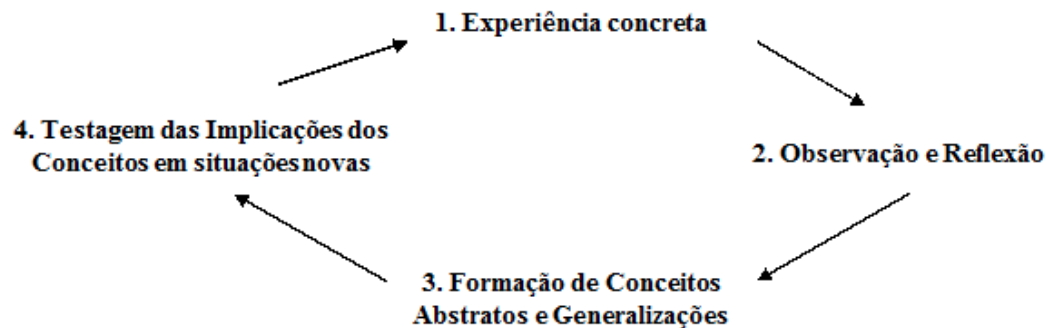 1. Experiência concreta
2. Observação e Reflexão
3. Formação de Conceitos
Abstratos e Generalizações
4. Testagem das Implicações dos
Conceitos em situações novas